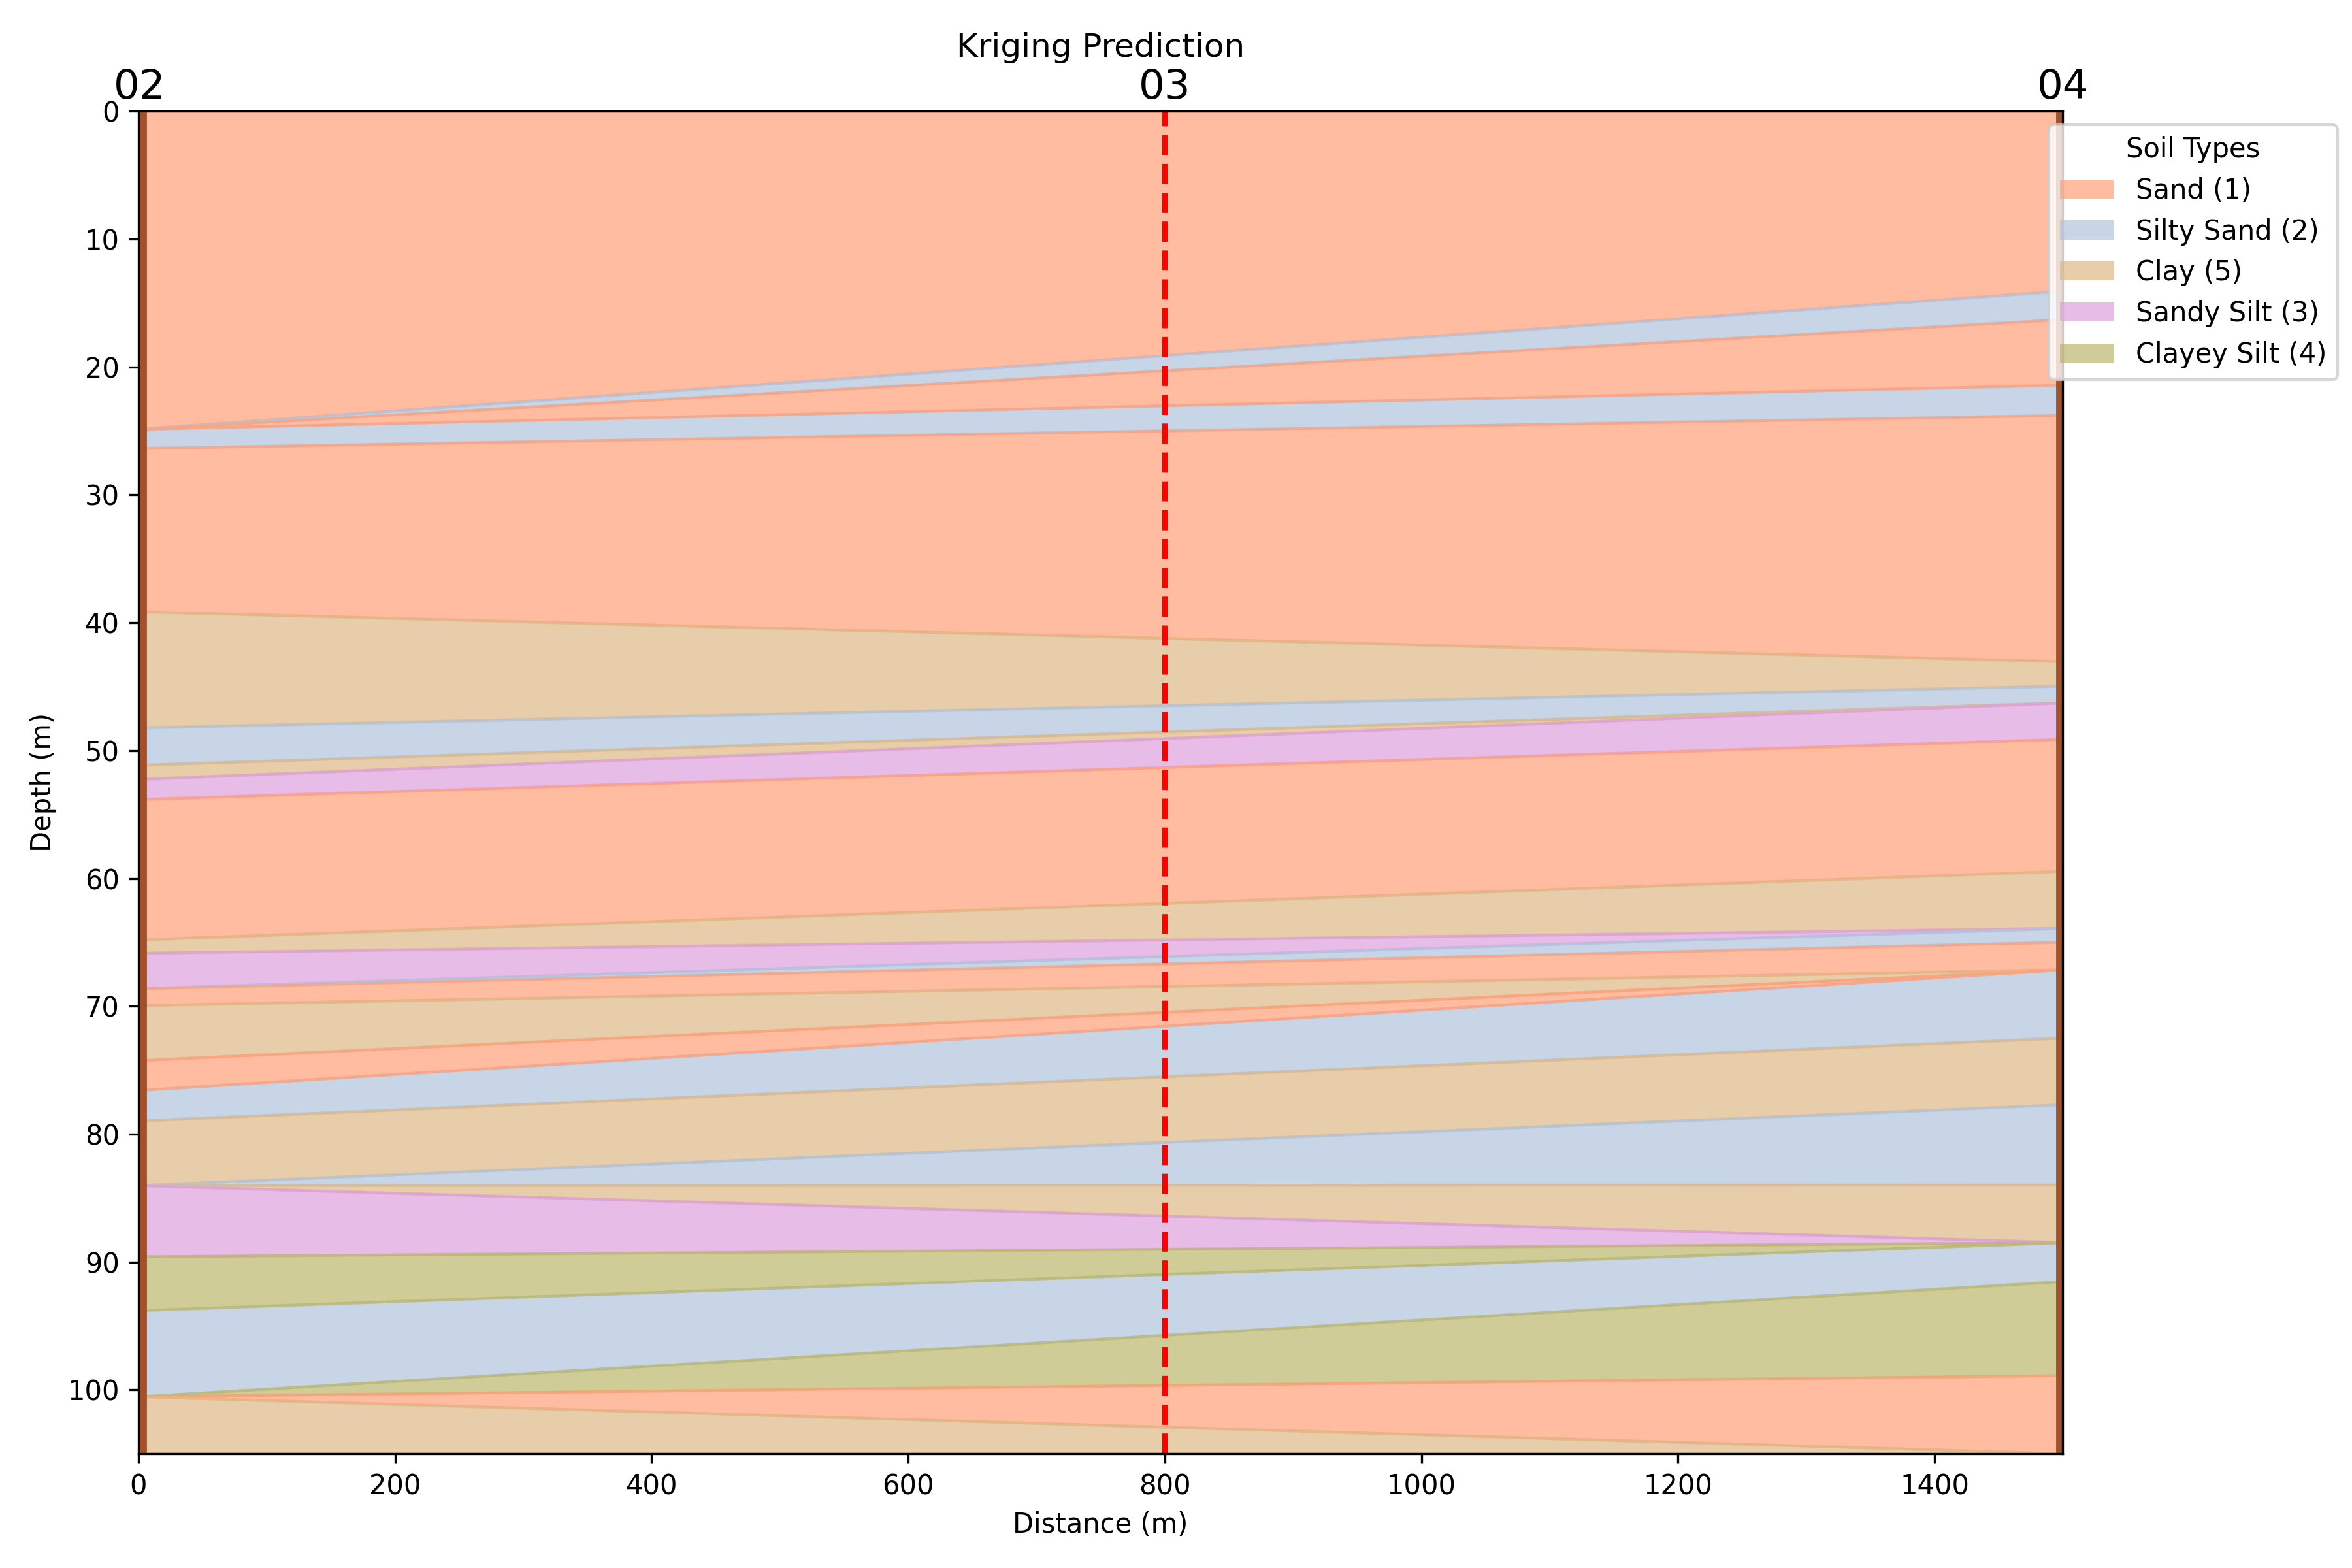 Kriging Prediction
02 03 04
0
10
20
30
40
50
60
70
80
90
100
Depth (m)
0 200 400 600 800 1000 1200 1400
Distance (m)
Soil Types
Sand (1)
Silty Sand (2)
Clay (5)
Sandy Silt (3)
Clayey Silt (4)